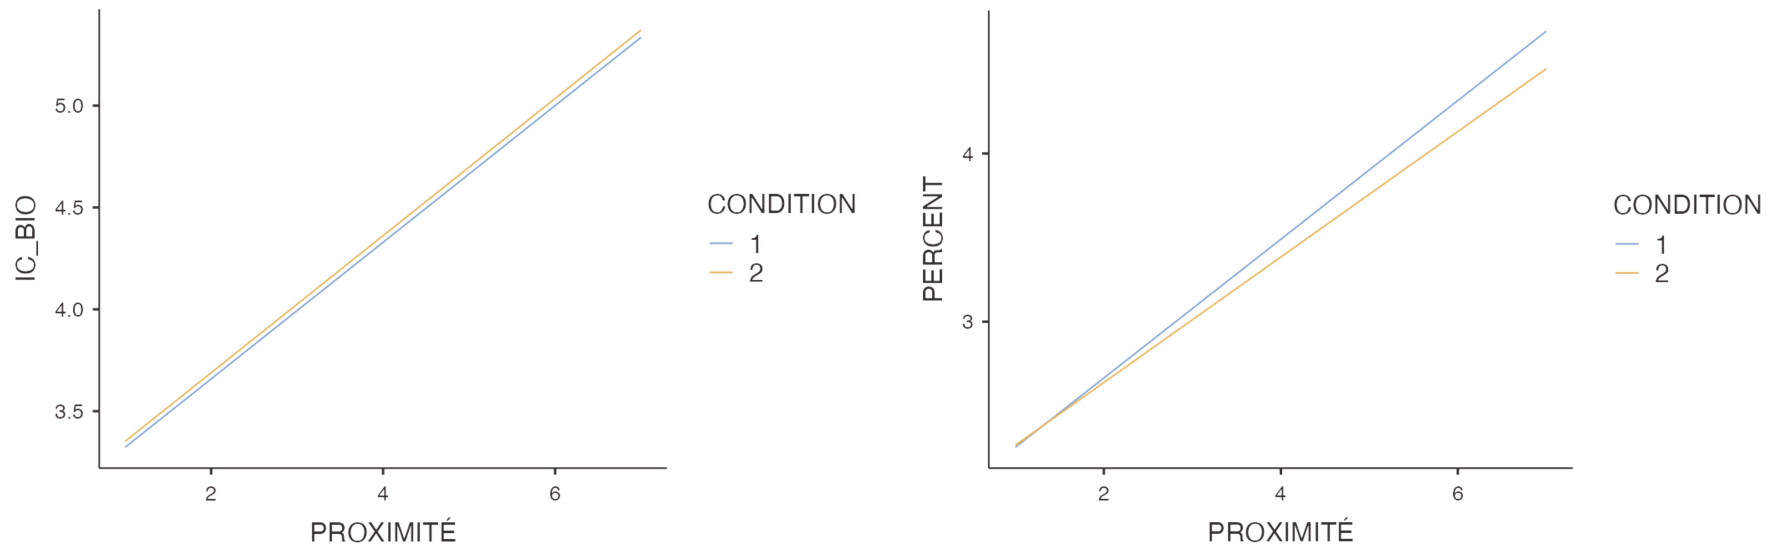 5.0
4.5
4.0
3.5
IC_BIO
2 4 6
PROXIMITÉ
CONDITION
1
2
4
3
PERCENT
2 4 6
PROXIMITÉ
CONDITION
1
2